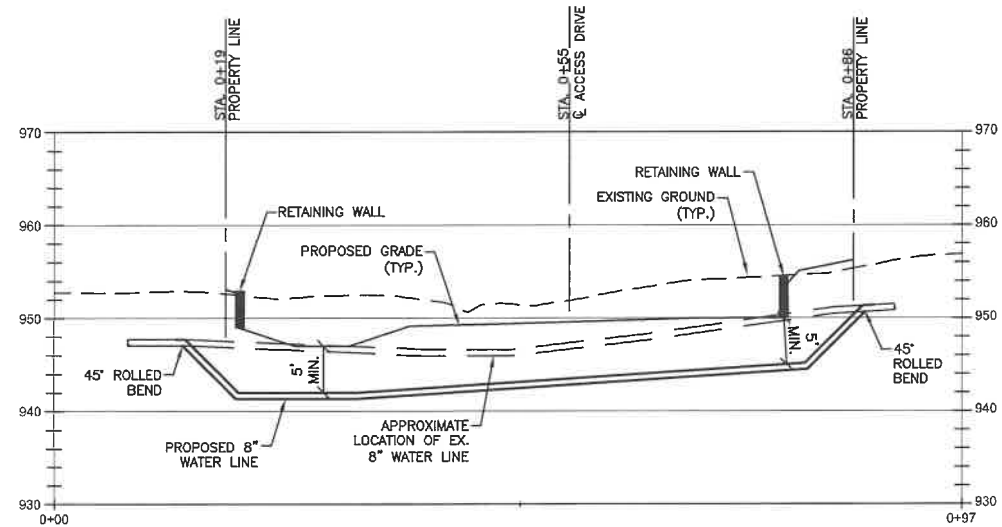 STA. 0+19
PROPERTY LINE
STA. 0+55
℄ ACCESS DRIVE
STA. 0+86
PROPERTY LINE
970
970
RETAINING WALL
EXISTING GROUND
(TYP.)
RETAINING WALL
PROPOSED GRADE
(TYP.)
960
960
950
950
5'
MIN.
5'
MIN.
45° ROLLED
BEND
45°
ROLLED
BEND
940
940
PROPOSED 8"
WATER LINE
APPROXIMATE
LOCATION OF EX.
8" WATER LINE
930
930
0+00
0+97